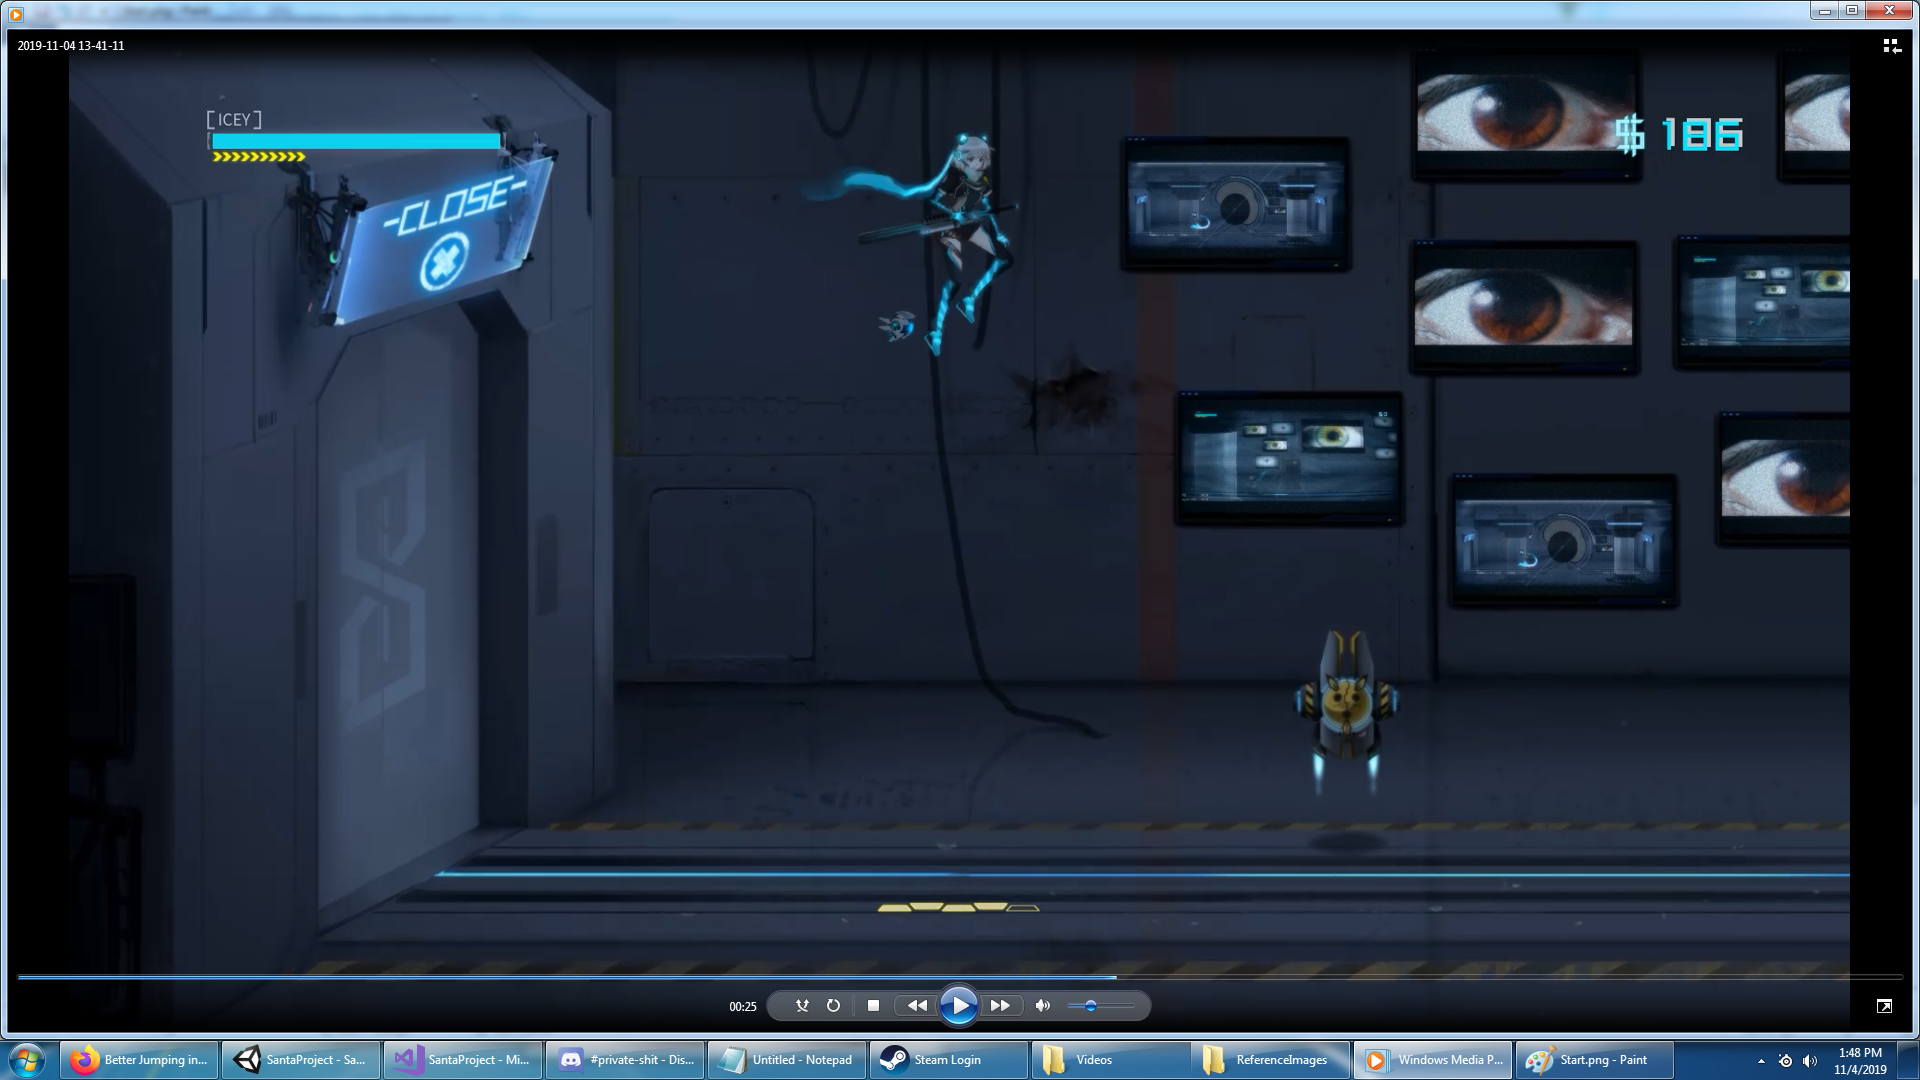 2019-11-04 13-41-11
[ICEY]
$ 186
-CLOSE-
00:25
Better Jumping in...
SantaProject - Sa...
SantaProject - Mi...
#private-shit - Dis...
Untitled - Notepad
Steam Login
Videos
ReferenceImages
Windows Media P...
Start.png - Paint
1:48 PM
11/4/2019